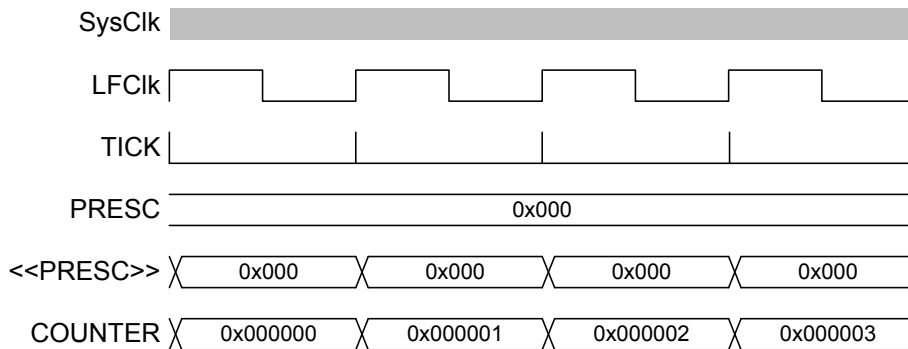 SysClk
LFClk
TICK
PRESC 0x000
<<PRESC>> 0x000 0x000 0x000 0x000
COUNTER 0x000000 0x000001 0x000002 0x000003